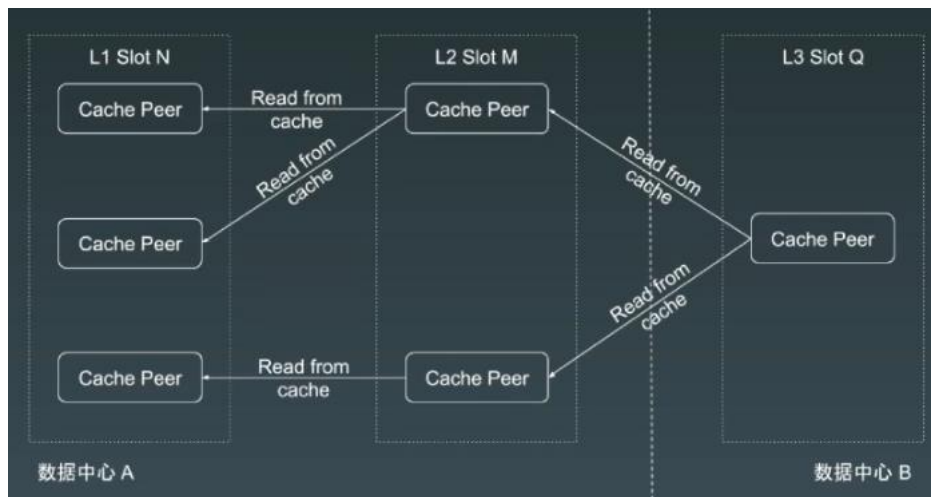 L1 Slot N
L2 Slot M
L3 Slot Q
Cache Peer
Read from
cache
Cache Peer
Read from
cache
Read from
cache
Cache Peer
Cache Peer
Read from
cache
Cache Peer
Read from
cache
Cache Peer
数据中心 A
数据中心 B